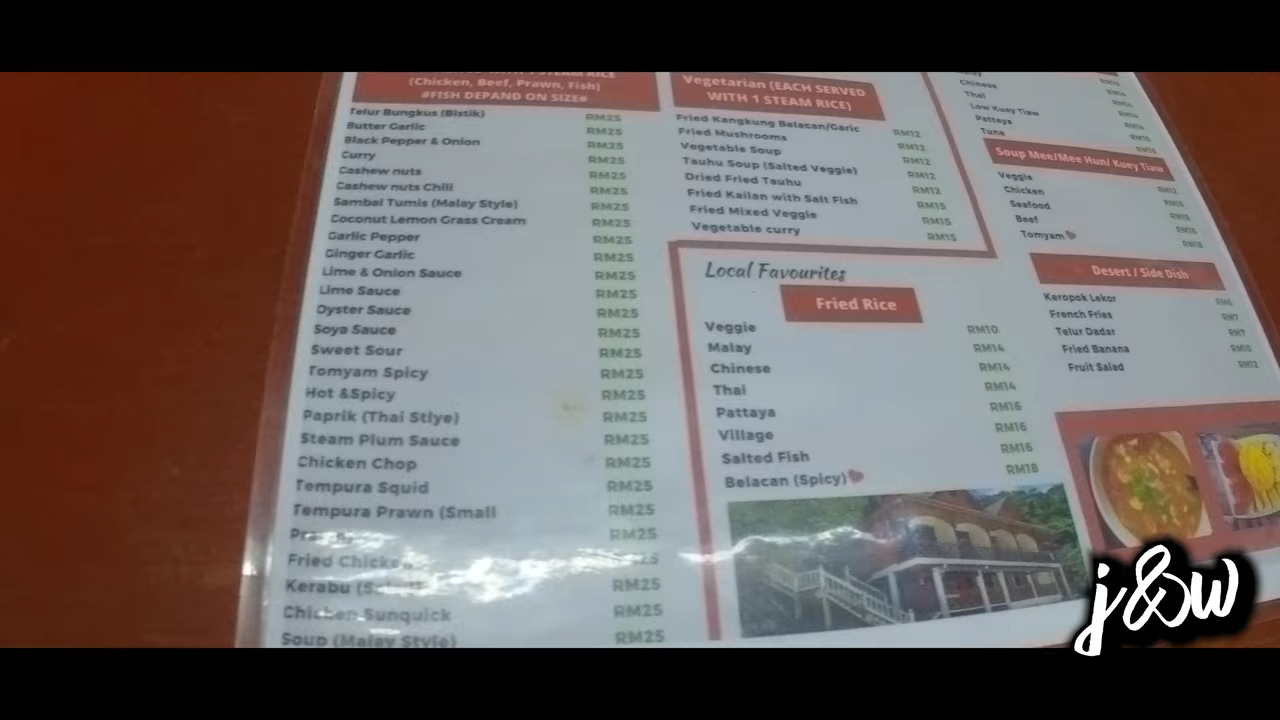 (Chicken, Beef, Prawn, Fish)
#FISH DEPAND ON SIZE#
Telur Bungkus (Bistik) RM25
Butter Garlic RM25
Black Pepper & Onion RM25
Curry RM25
Cashew nuts RM25
Cashew nuts Chili RM25
Sambal Tumis (Malay Style) RM25
Coconut Lemon Grass Cream RM25
Garlic Pepper RM25
Ginger Garlic RM25
Lime & Onion Sauce RM25
Lime Sauce RM25
Oyster Sauce RM25
Soya Sauce RM25
Sweet Sour RM25
Tomyam Spicy RM25
Hot &Spicy RM25
Paprik (Thai Stlye) RM25
Steam Plum Sauce RM25
Chicken Chop RM25
Tempura Squid RM25
Tempura Prawn (Small RM25
RM25
Fried Chicken
Kerabu RM25
Chicken Sunquick RM25
Soup (Malay Style) RM25
Vegetarian (EACH SERVED
WITH 1 STEAM RICE)
Fried Kangkung Belacan/Garic RM12
Fried Mushrooms RM12
Vegetable Soup RM12
Tauhu Soup (Salted Veggie) RM12
Dried Fried Tauhu RM12
Fried Kailan with Salt Fish RM15
Fried Mixed Veggie RM15
Vegetable curry RM15
Local Favourites
Fried Rice
Veggie RM10
Malay RM14
Chinese RM14
Thai RM14
Pattaya RM16
Village RM16
Salted Fish RM16
Belacan (Spicy) RM18
Chinese
Thai
Low Kuey Tiaw
Pattaya
Tuna
Soup Mee/Mee Hun/ Kuey Tiaw
Veggie RM12
Chicken RM15
Seafood
Beef
Tomyam
Desert / Side Dish
Keropok Lekor RM6
French Fries RM7
Telur Dadar RM7
Fried Banana
Fruit Salad RM12
j&w